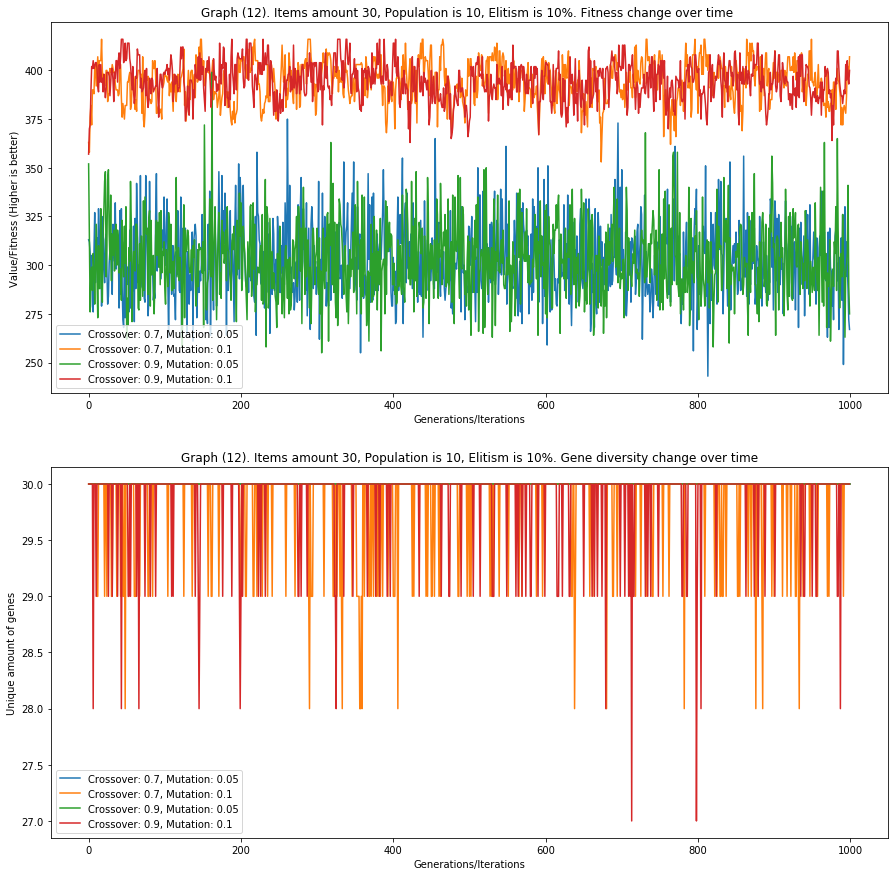 Graph (12). Items amount 30, Population is 10, Elitism is 10%. Fitness change over time
Value/Fitness (Higher is better)
400
375
350
325
300
275
250
Crossover: 0.7, Mutation: 0.05
Crossover: 0.7, Mutation: 0.1
Crossover: 0.9, Mutation: 0.05
Crossover: 0.9, Mutation: 0.1
0 200 400 600 800 1000
Generations/Iterations
Graph (12). Items amount 30, Population is 10, Elitism is 10%. Gene diversity change over time
Unique amount of genes
30.0
29.5
29.0
28.5
28.0
27.5
27.0
Crossover: 0.7, Mutation: 0.05
Crossover: 0.7, Mutation: 0.1
Crossover: 0.9, Mutation: 0.05
Crossover: 0.9, Mutation: 0.1
0 200 400 600 800 1000
Generations/Iterations